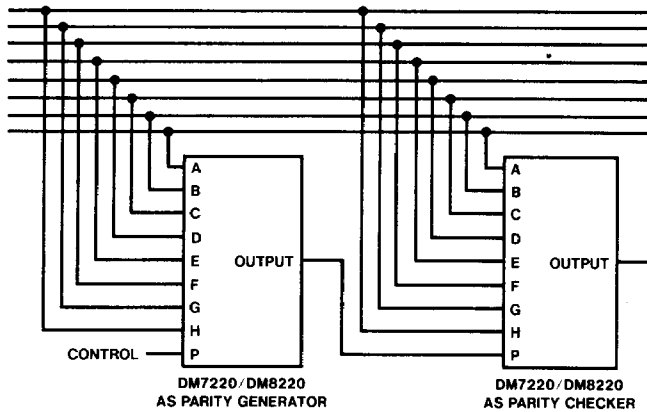 A
B
C
D
E
F
G
H
P
OUTPUT
CONTROL
DM7220/DM8220
AS PARITY GENERATOR
A
B
C
D
E
F
G
H
P
OUTPUT
DM7220/DM8220
AS PARITY CHECKER